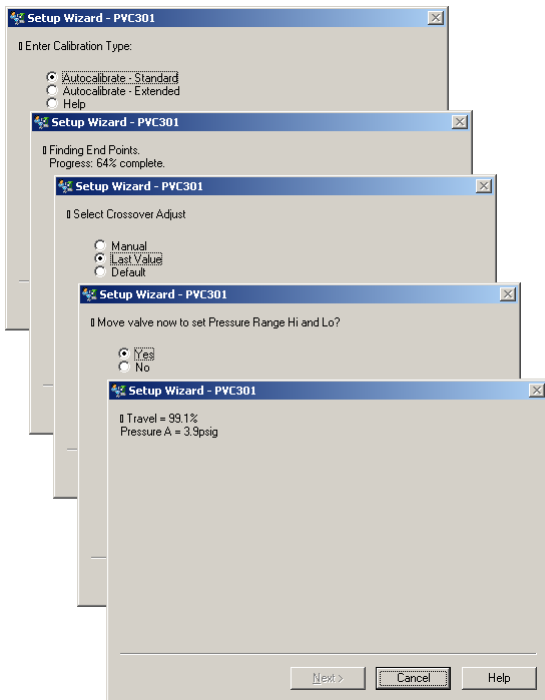 Setup Wizard - PVC301
Enter Calibration Type:
Autocalibrate - Standard
Autocalibrate - Extended
Help
Setup Wizard - PVC301
Finding End Points.
Progress: 64% complete.
Setup Wizard - PVC301
Select Crossover Adjust
Manual
Last Value
Default
Setup Wizard - PVC301
Move valve now to set Pressure Range Hi and Lo?
Yes
No
Setup Wizard - PVC301
Travel = 99.1%
Pressure A = 3.9psig
Next >
Cancel
Help